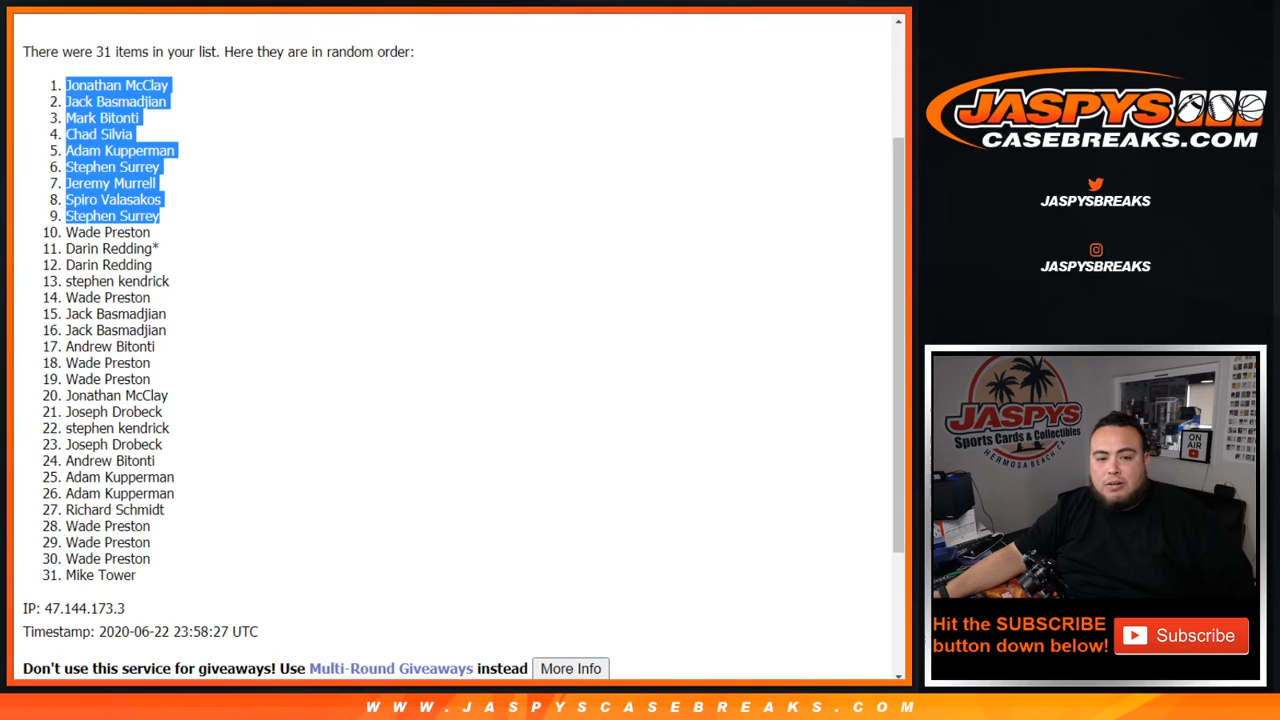 There were 31 items in your list. Here they are in random order:
1. Jonathan McClay
2. Jack Basmadjian
3. Mark Bitonti
4. Chad Silvia
5. Adam Kupperman
6. Stephen Surrey
7. Jeremy Murrell
8. Spiro Valasakos
9. Stephen Surrey
10. Wade Preston
11. Darin Redding*
12. Darin Redding
13. stephen kendrick
14. Wade Preston
15. Jack Basmadjian
16. Jack Basmadjian
17. Andrew Bitonti
18. Wade Preston
19. Wade Preston
20. Jonathan McClay
21. Joseph Drobeck
22. stephen kendrick
23. Joseph Drobeck
24. Andrew Bitonti
25. Adam Kupperman
26. Adam Kupperman
27. Richard Schmidt
28. Wade Preston
29. Wade Preston
30. Wade Preston
31. Mike Tower
IP: 47.144.173.3
Timestamp: 2020-06-22 23:58:27 UTC
Don't use this service for giveaways! Use Multi-Round Giveaways instead More Info
JASPYS
CASEBREAKS.COM
JASPYSBREAKS
JASPYSBREAKS
JASPYS
Sports Cards & Collectibles
HERMOSA BEACH, CA
ON
AIR
Hit the SUBSCRIBE
button down below!
Subscribe
WWW.JASPYSCASEBREAKS.COM